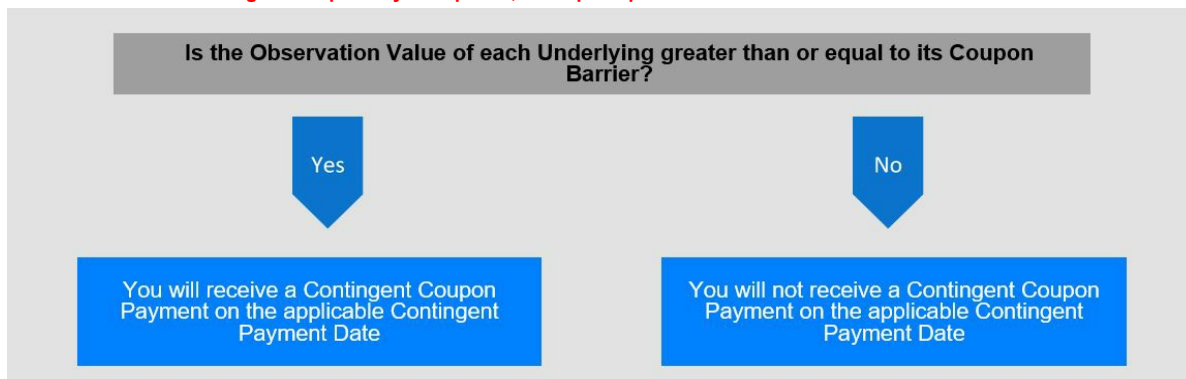 Is the Observation Value of each Underlying greater than or equal to its Coupon
Barrier?
Yes
No
You will receive a Contingent Coupon
Payment on the applicable Contingent
Payment Date
You will not receive a Contingent Coupon
Payment on the applicable Contingent
Payment Date